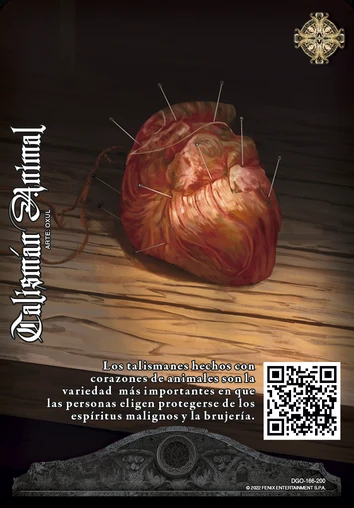 Talismán Animal
ARTE: OXUL
Los talismanes hechos con
corazones de animales son la
variedad más importantes en que
las personas eligen protegerse de los
espíritus malignos y la brujería.
DGO-166-200
© 2022 FENIX ENTERTAINMENT S.P.A.